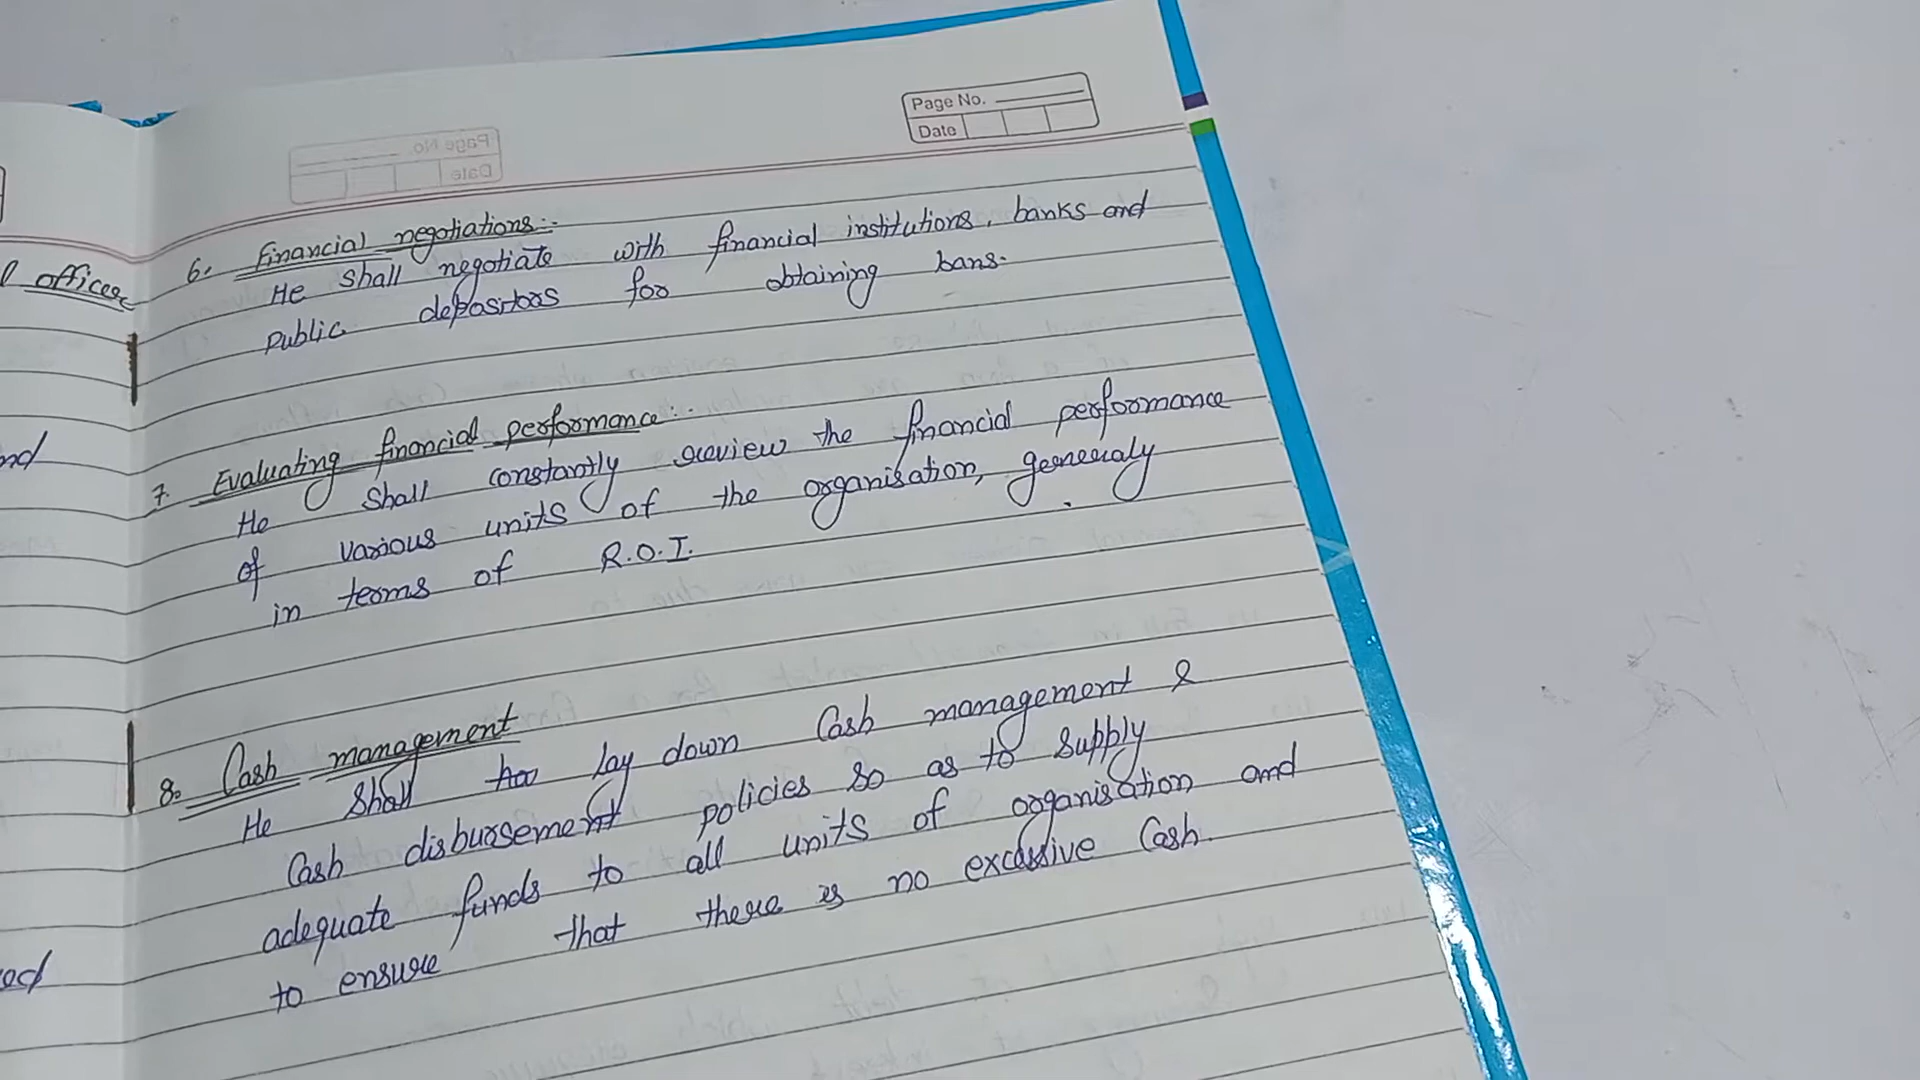 Page No.
Date
l officer
nd
ed
6. financial negotiations:-
He shall negotiate with financial institutions, banks and
public depositors for obtaining loans.
7. Evaluating financial performance:-
He shall constantly review the financial performance
of various units of the organisation, generaly
in terms of R.O.I.
8. Cash management
He shall lay down Cash management &
Cash disbursement policies so as to supply
adequate funds to all units of organisation and
to ensure that there is no excessive Cash.